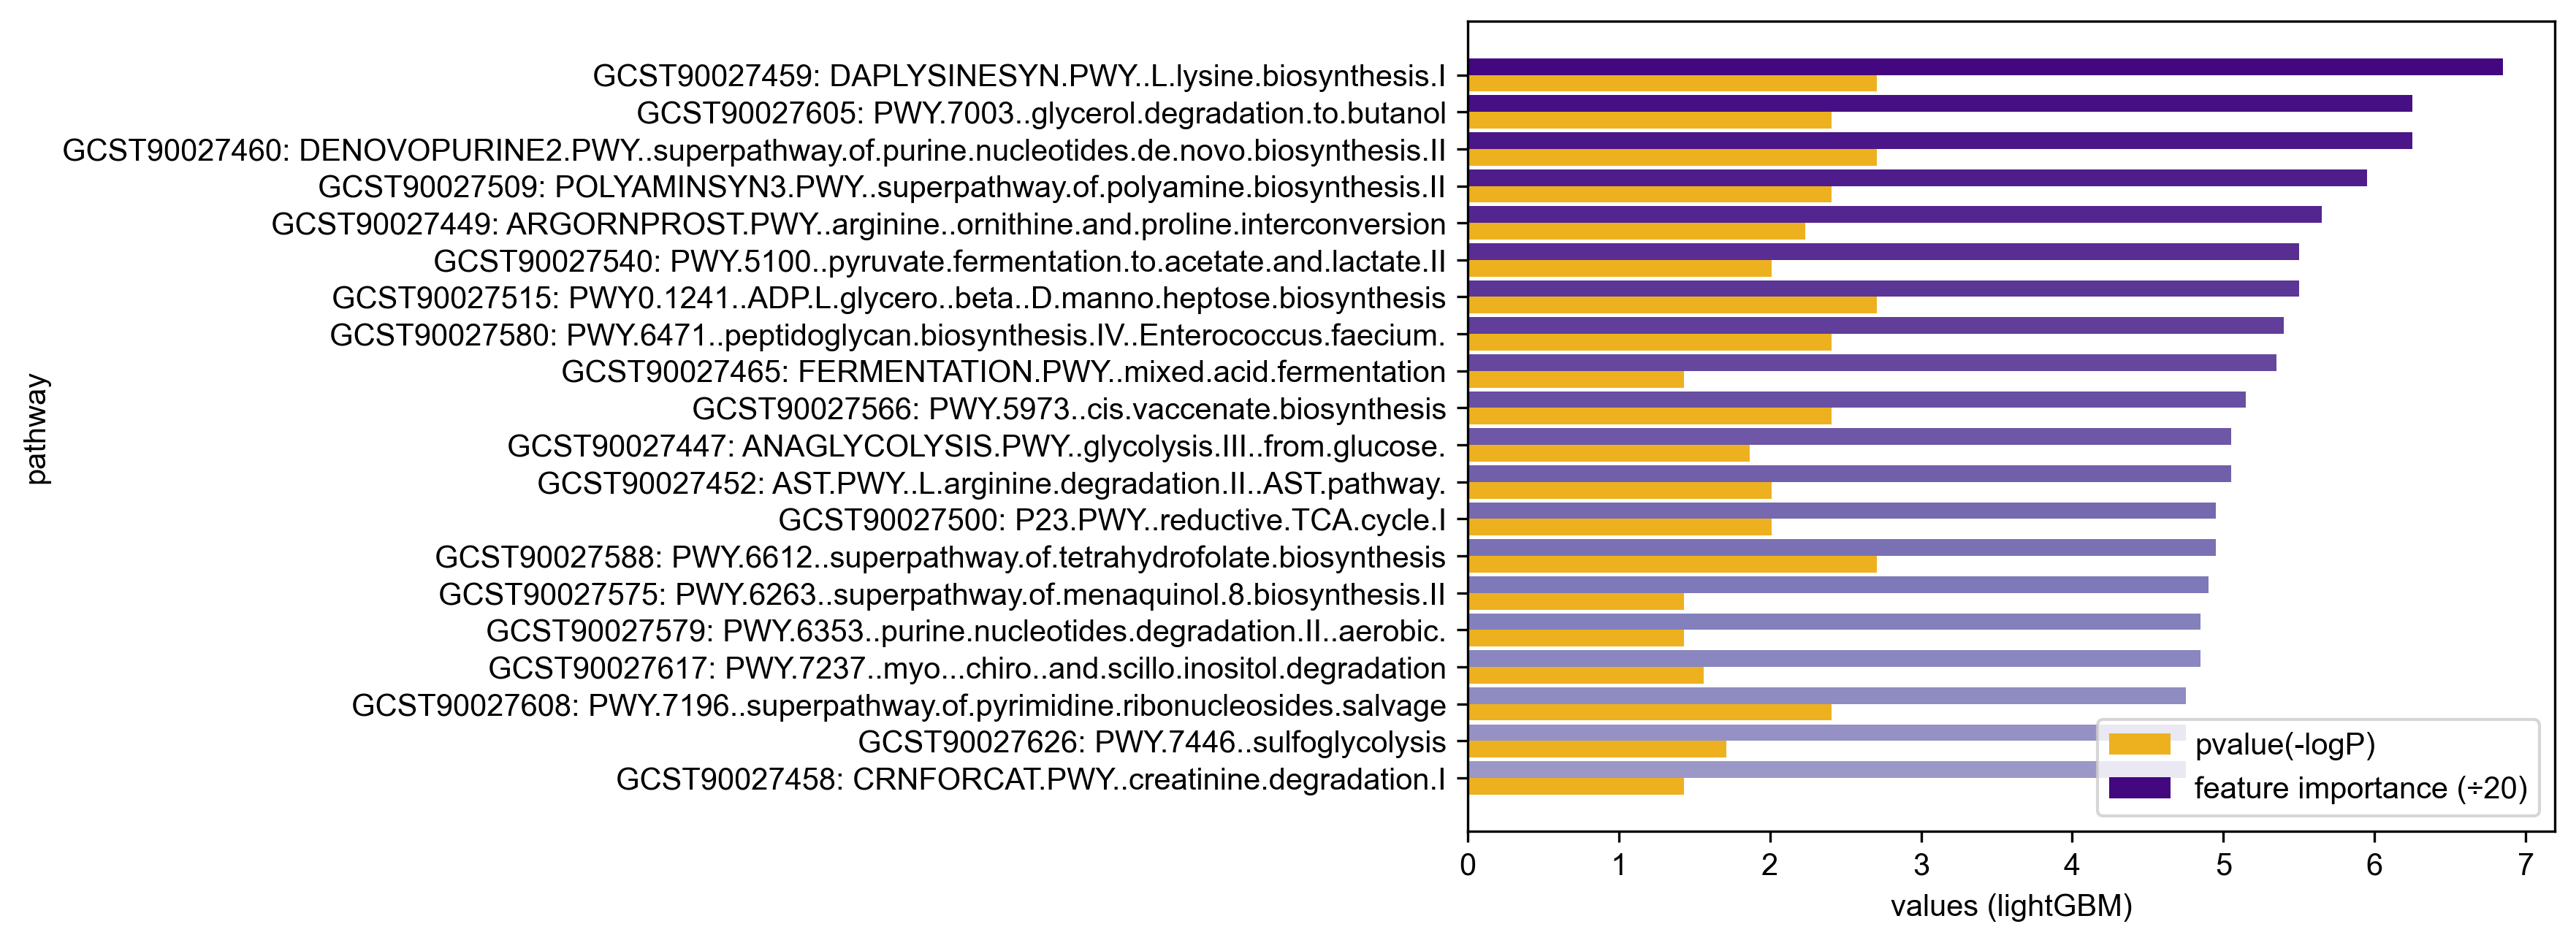 GCST90027459: DAPLYSINESYN.PWY..L.lysine.biosynthesis.I
GCST90027605: PWY.7003..glycerol.degradation.to.butanol
GCST90027460: DENOVOPURINE2.PWY..superpathway.of.purine.nucleotides.de.novo.biosynthesis.II
GCST90027509: POLYAMINSYN3.PWY..superpathway.of.polyamine.biosynthesis.II
GCST90027449: ARGORNPROST.PWY..arginine..ornithine.and.proline.interconversion
GCST90027540: PWY.5100..pyruvate.fermentation.to.acetate.and.lactate.II
GCST90027515: PWY0.1241..ADP.L.glycero..beta..D.manno.heptose.biosynthesis
GCST90027580: PWY.6471..peptidoglycan.biosynthesis.IV..Enterococcus.faecium.
GCST90027465: FERMENTATION.PWY..mixed.acid.fermentation
GCST90027566: PWY.5973..cis.vaccenate.biosynthesis
GCST90027447: ANAGLYCOLYSIS.PWY..glycolysis.III..from.glucose.
GCST90027452: AST.PWY..L.arginine.degradation.II..AST.pathway.
GCST90027500: P23.PWY..reductive.TCA.cycle.I
GCST90027588: PWY.6612..superpathway.of.tetrahydrofolate.biosynthesis
GCST90027575: PWY.6263..superpathway.of.menaquinol.8.biosynthesis.II
GCST90027579: PWY.6353..purine.nucleotides.degradation.II..aerobic.
GCST90027617: PWY.7237..myo...chiro..and.scillo.inositol.degradation
GCST90027608: PWY.7196..superpathway.of.pyrimidine.ribonucleosides.salvage
GCST90027626: PWY.7446..sulfoglycolysis
GCST90027458: CRNFORCAT.PWY..creatinine.degradation.I
pathway
pvalue(-logP)
feature importance (÷20)
0 1 2 3 4 5 6 7
values (lightGBM)